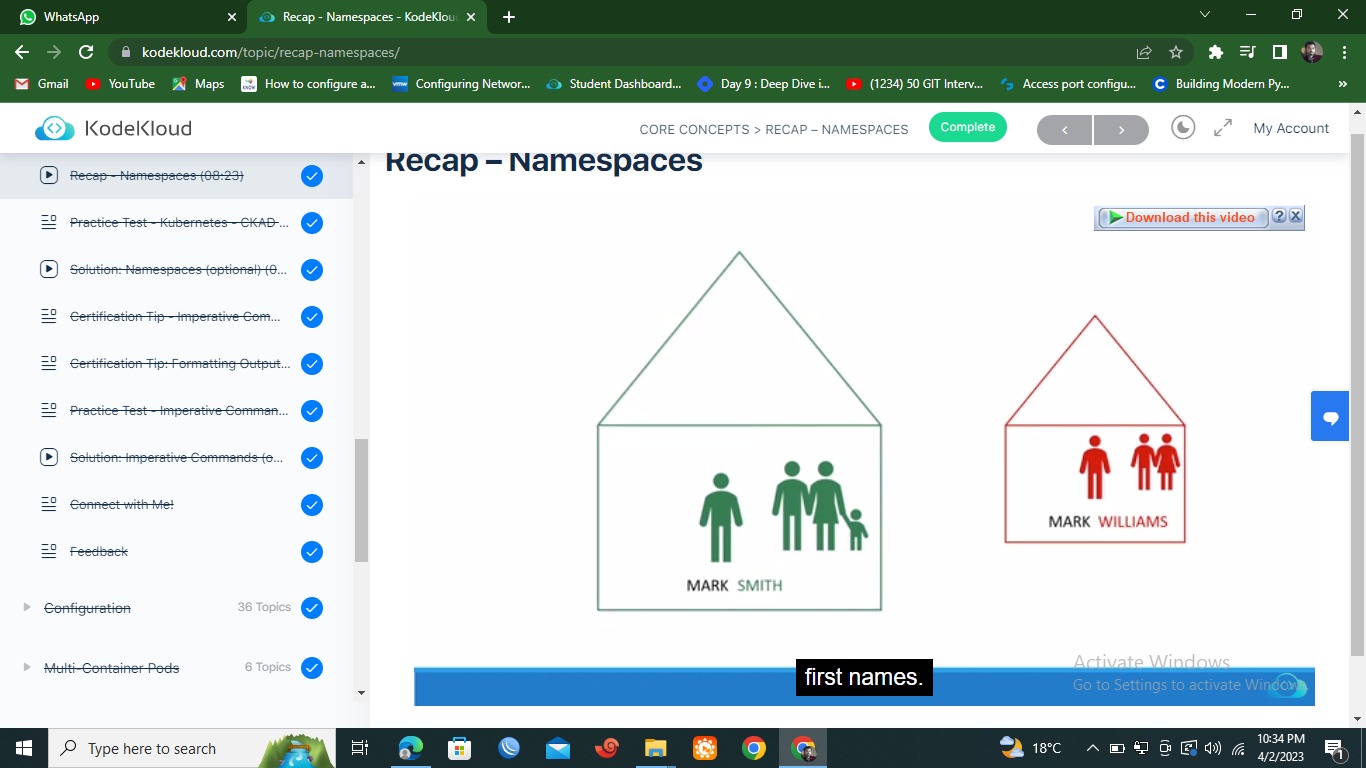 WhatsApp
Recap - Namespaces - KodeKlou
kodekloud.com/topic/recap-namespaces/
Gmail
YouTube
Maps
How to configure a...
Configuring Networ...
Student Dashboard...
Day 9 : Deep Dive i...
(1234) 50 GIT Interv...
Access port configu...
Building Modern Py...
»
KodeKloud
CORE CONCEPTS > RECAP – NAMESPACES
Complete
My Account
Recap - Namespaces (08:23)
Practice Test - Kubernetes - CKAD ...
Solution: Namespaces (optional) (0...
Certification Tip - Imperative Com...
Certification Tip: Formatting Output...
Practice Test - Imperative Comman...
Solution: Imperative Commands (o...
Connect with Me!
Feedback
Configuration 36 Topics
Multi-Container Pods 6 Topics
Recap – Namespaces
Download this video ? X
MARK SMITH
MARK WILLIAMS
first names.
Activate Windows
Go to Settings to activate Windows.
Type here to search
18°C
10:34 PM
4/2/2023
1